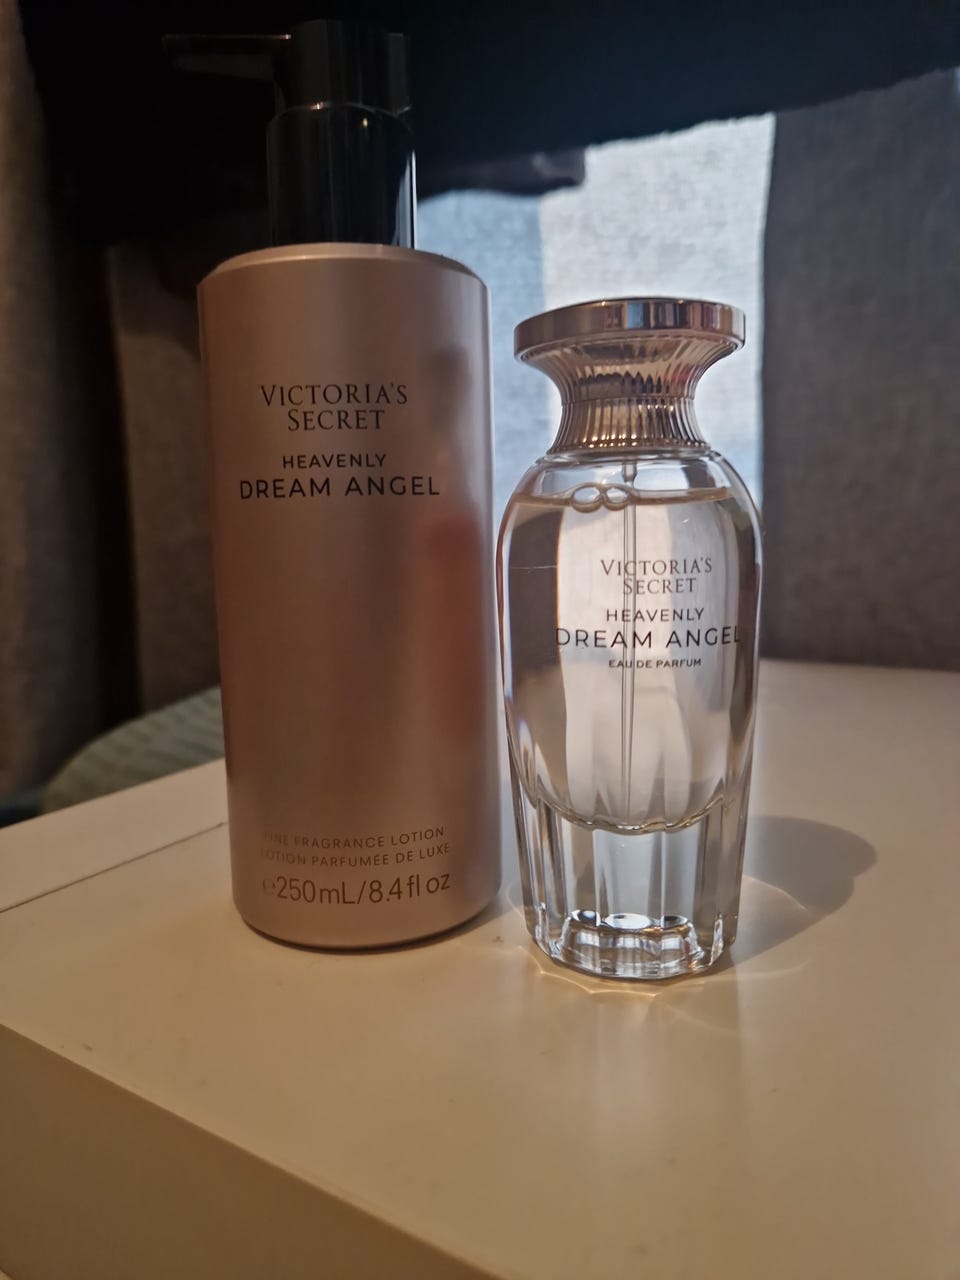 VICTORIA'S
SECRET
HEAVENLY
DREAM ANGEL
FINE FRAGRANCE LOTION
LOTION PARFUMÉE DE LUXE
℮250mL/8.4 fl oz
VICTORIA'S
SECRET
HEAVENLY
DREAM ANGEL
EAU DE PARFUM